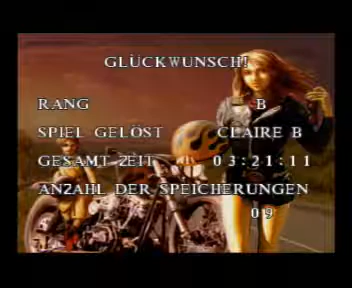 GLÜCKWUNSCH!
RANG B
SPIEL GELÖST CLAIRE B
GESAMT ZEIT 03:21:11
ANZAHL DER SPEICHERUNGEN
09